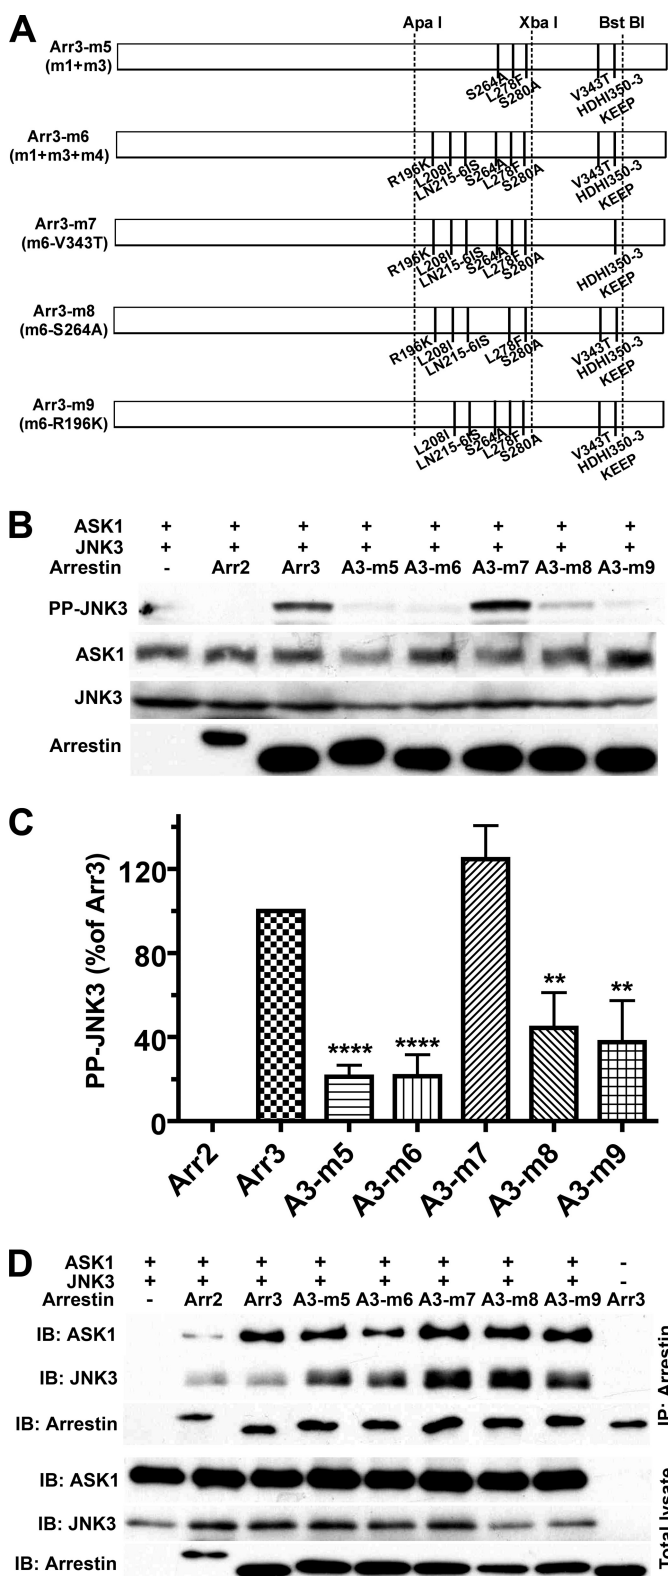 A
Apa I Xba I Bst BI
Arr3-m5
(m1+m3)
S264A L278F S280A V343T HDHI350-3 KEEP
Arr3-m6
(m1+m3+m4)
R196K L208I LN215-6IS S264A L278F S280A V343T HDHI350-3 KEEP
Arr3-m7
(m6-V343T)
R196K L208I LN215-6IS S264A L278F S280A HDHI350-3 KEEP
Arr3-m8
(m6-S264A)
R196K L208I LN215-6IS L278F S280A V343T HDHI350-3 KEEP
Arr3-m9
(m6-R196K)
L208I LN215-6IS S264A L278F S280A V343T HDHI350-3 KEEP
B
ASK1 + + + + + + + +
JNK3 + + + + + + + +
Arrestin - Arr2 Arr3 A3-m5 A3-m6 A3-m7 A3-m8 A3-m9
PP-JNK3
ASK1
JNK3
Arrestin
C
PP-JNK3 (%of Arr3)
120
80
40
0
**** **** ** **
Arr2 Arr3 A3-m5 A3-m6 A3-m7 A3-m8 A3-m9
D
ASK1 + + + + + + + + -
JNK3 + + + + + + + + -
Arrestin - Arr2 Arr3 A3-m5 A3-m6 A3-m7 A3-m8 A3-m9 Arr3
IB: ASK1
IB: JNK3
IB: Arrestin
IP: Arrestin
IB: ASK1
IB: JNK3
IB: Arrestin
Total Lysate